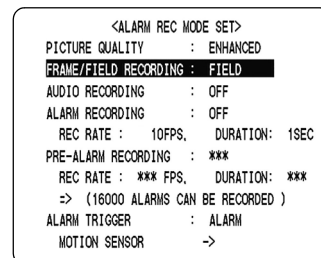 <ALARM REC MODE SET>
PICTURE QUALITY : ENHANCED
FRAME/FIELD RECORDING : FIELD
AUDIO RECORDING : OFF
ALARM RECORDING : OFF
REC RATE : 10FPS, DURATION: 1SEC
PRE-ALARM RECORDING : ***
REC RATE : *** FPS, DURATION: ***
=> (16000 ALARMS CAN BE RECORDED )
ALARM TRIGGER : ALARM
MOTION SENSOR ->